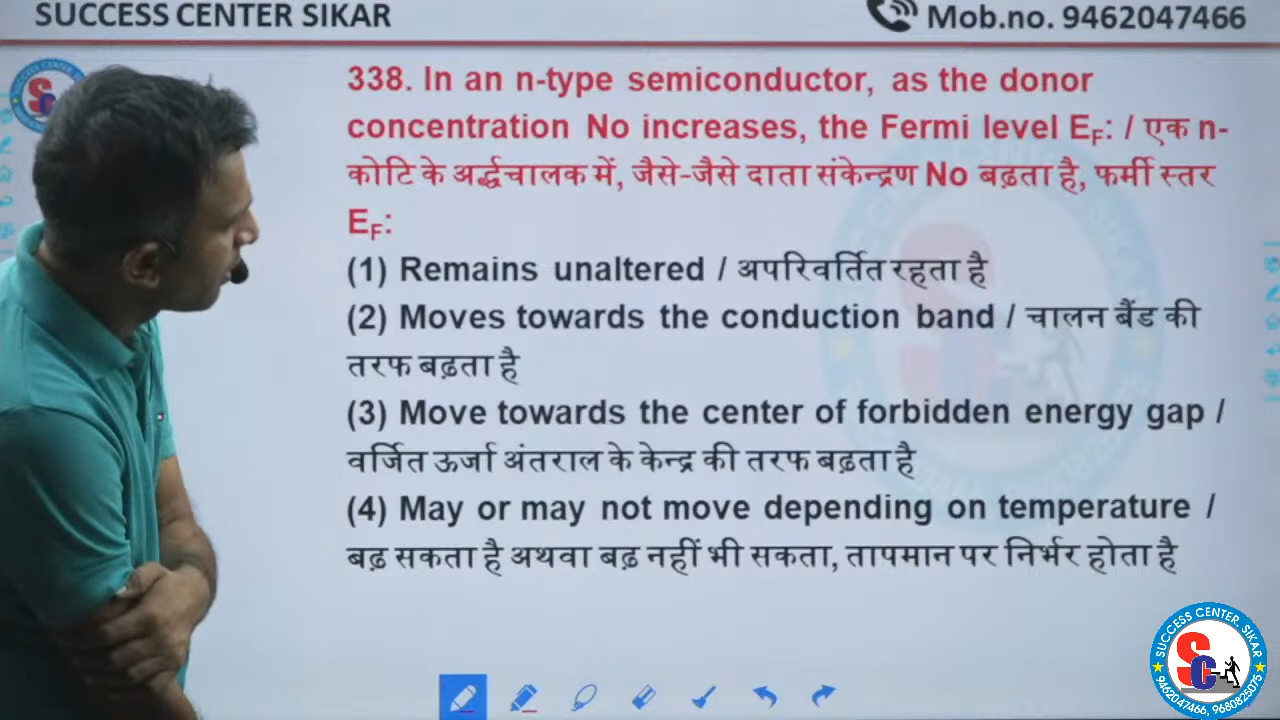 SUCCESS CENTER SIKAR
Mob.no. 9462047466
338. In an n-type semiconductor, as the donor
concentration No increases, the Fermi level EF: / एक n-
कोटि के अर्द्धचालक में, जैसे-जैसे दाता संकेन्द्रण No बढ़ता है, फर्मी स्तर
EF:
(1) Remains unaltered / अपरिवर्तित रहता है
(2) Moves towards the conduction band / चालन बैंड की
तरफ बढ़ता है
(3) Move towards the center of forbidden energy gap /
वर्जित ऊर्जा अंतराल के केन्द्र की तरफ बढ़ता है
(4) May or may not move depending on temperature /
बढ़ सकता है अथवा बढ़ नहीं भी सकता, तापमान पर निर्भर होता है
SUCCESS CENTER, SIKAR
SC
9462047466, 9680825075